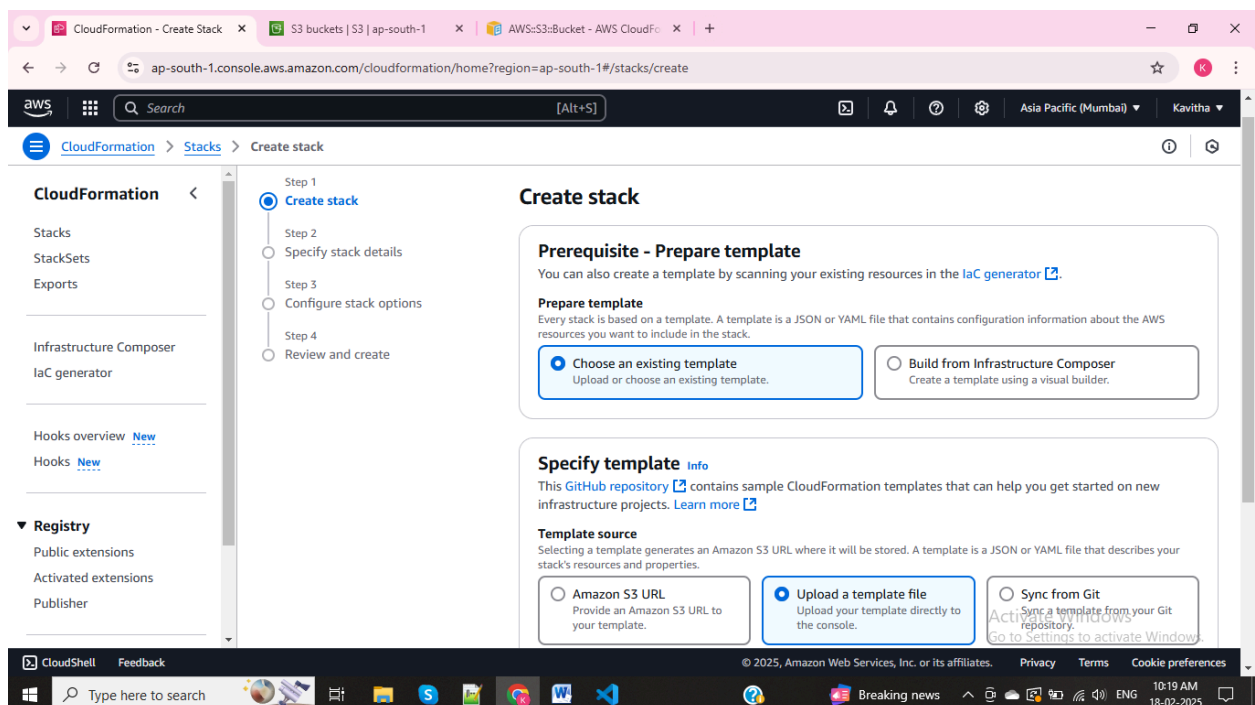 CloudFormation - Create Stack
S3 buckets | S3 | ap-south-1
AWS::S3::Bucket - AWS CloudFo
ap-south-1.console.aws.amazon.com/cloudformation/home?region=ap-south-1#/stacks/create
K
aws
Search
[Alt+S]
Asia Pacific (Mumbai)
Kavitha
CloudFormation
Stacks
Create stack
CloudFormation
Stacks
StackSets
Exports
Infrastructure Composer
IaC generator
Hooks overview New
Hooks New
Registry
Public extensions
Activated extensions
Publisher
Step 1
Create stack
Step 2
Specify stack details
Step 3
Configure stack options
Step 4
Review and create
Create stack
Prerequisite - Prepare template
You can also create a template by scanning your existing resources in the IaC generator.
Prepare template
Every stack is based on a template. A template is a JSON or YAML file that contains configuration information about the AWS
resources you want to include in the stack.
Choose an existing template
Upload or choose an existing template.
Build from Infrastructure Composer
Create a template using a visual builder.
Specify template Info
This GitHub repository contains sample CloudFormation templates that can help you get started on new
infrastructure projects. Learn more
Template source
Selecting a template generates an Amazon S3 URL where it will be stored. A template is a JSON or YAML file that describes your
stack's resources and properties.
Amazon S3 URL
Provide an Amazon S3 URL to
your template.
Upload a template file
Upload your template directly to
the console.
Sync from Git
Sync a template from your Git
repository.
Activate Windows
Go to Settings to activate Windows.
CloudShell
Feedback
© 2025, Amazon Web Services, Inc. or its affiliates.
Privacy
Terms
Cookie preferences
Type here to search
Breaking news
ENG
10:19 AM
18-02-2025